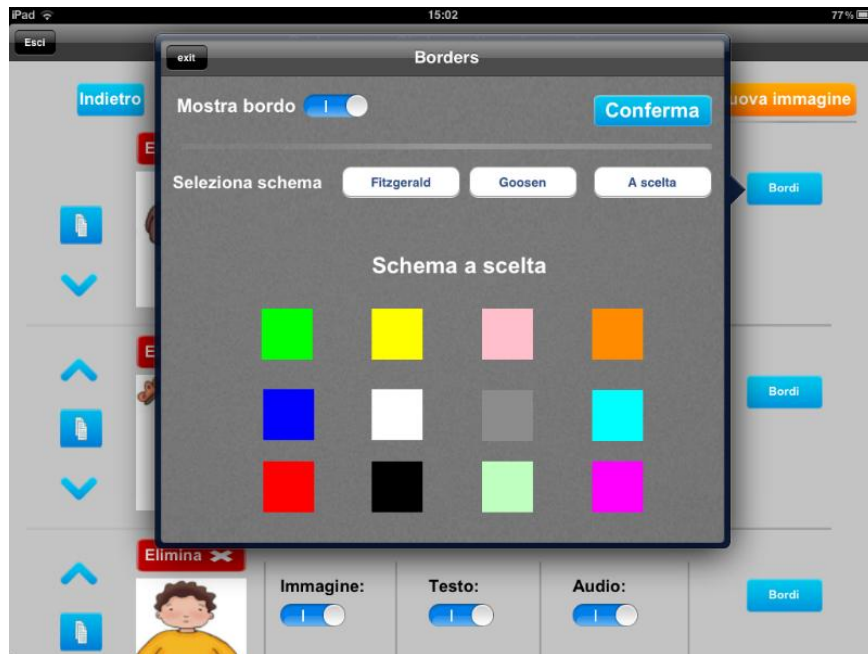 iPad 15:02 77%
Esci
exit Borders
Indietro
Mostra bordo Conferma
uova immagine
E
Seleziona schema Fitzgerald Goosen A scelta
Bordi
Schema a scelta
E
Bordi
Elimina
Immagine: Testo: Audio:
Bordi